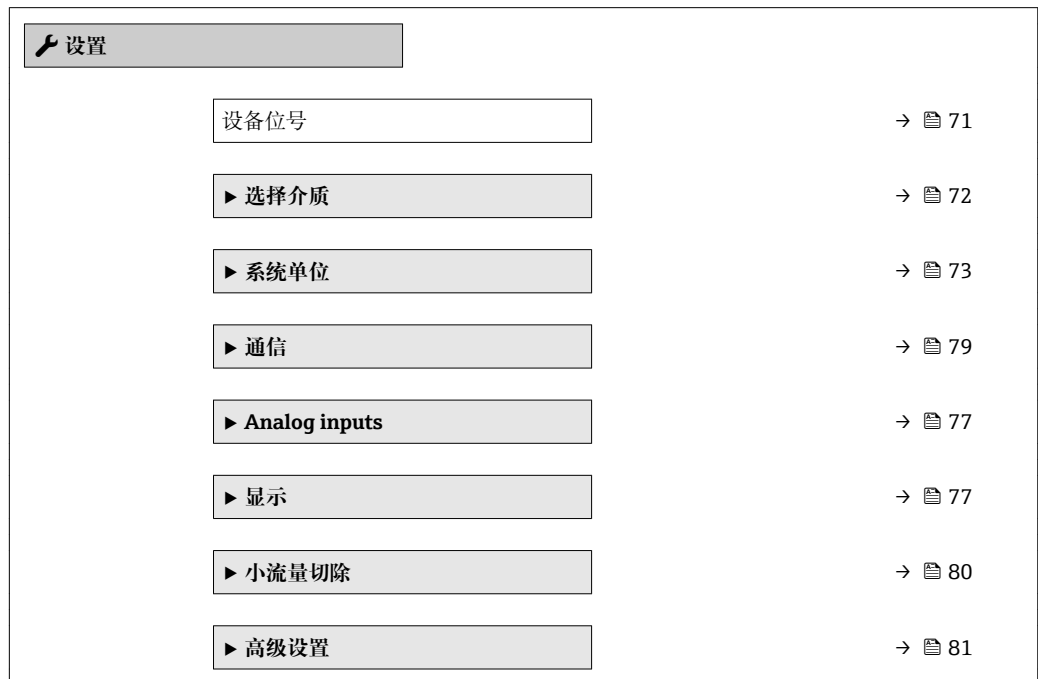 设置
设备位号 → 71
▶ 选择介质 → 72
▶ 系统单位 → 73
▶ 通信 → 79
▶ Analog inputs → 77
▶ 显示 → 77
▶ 小流量切除 → 80
▶ 高级设置 → 81